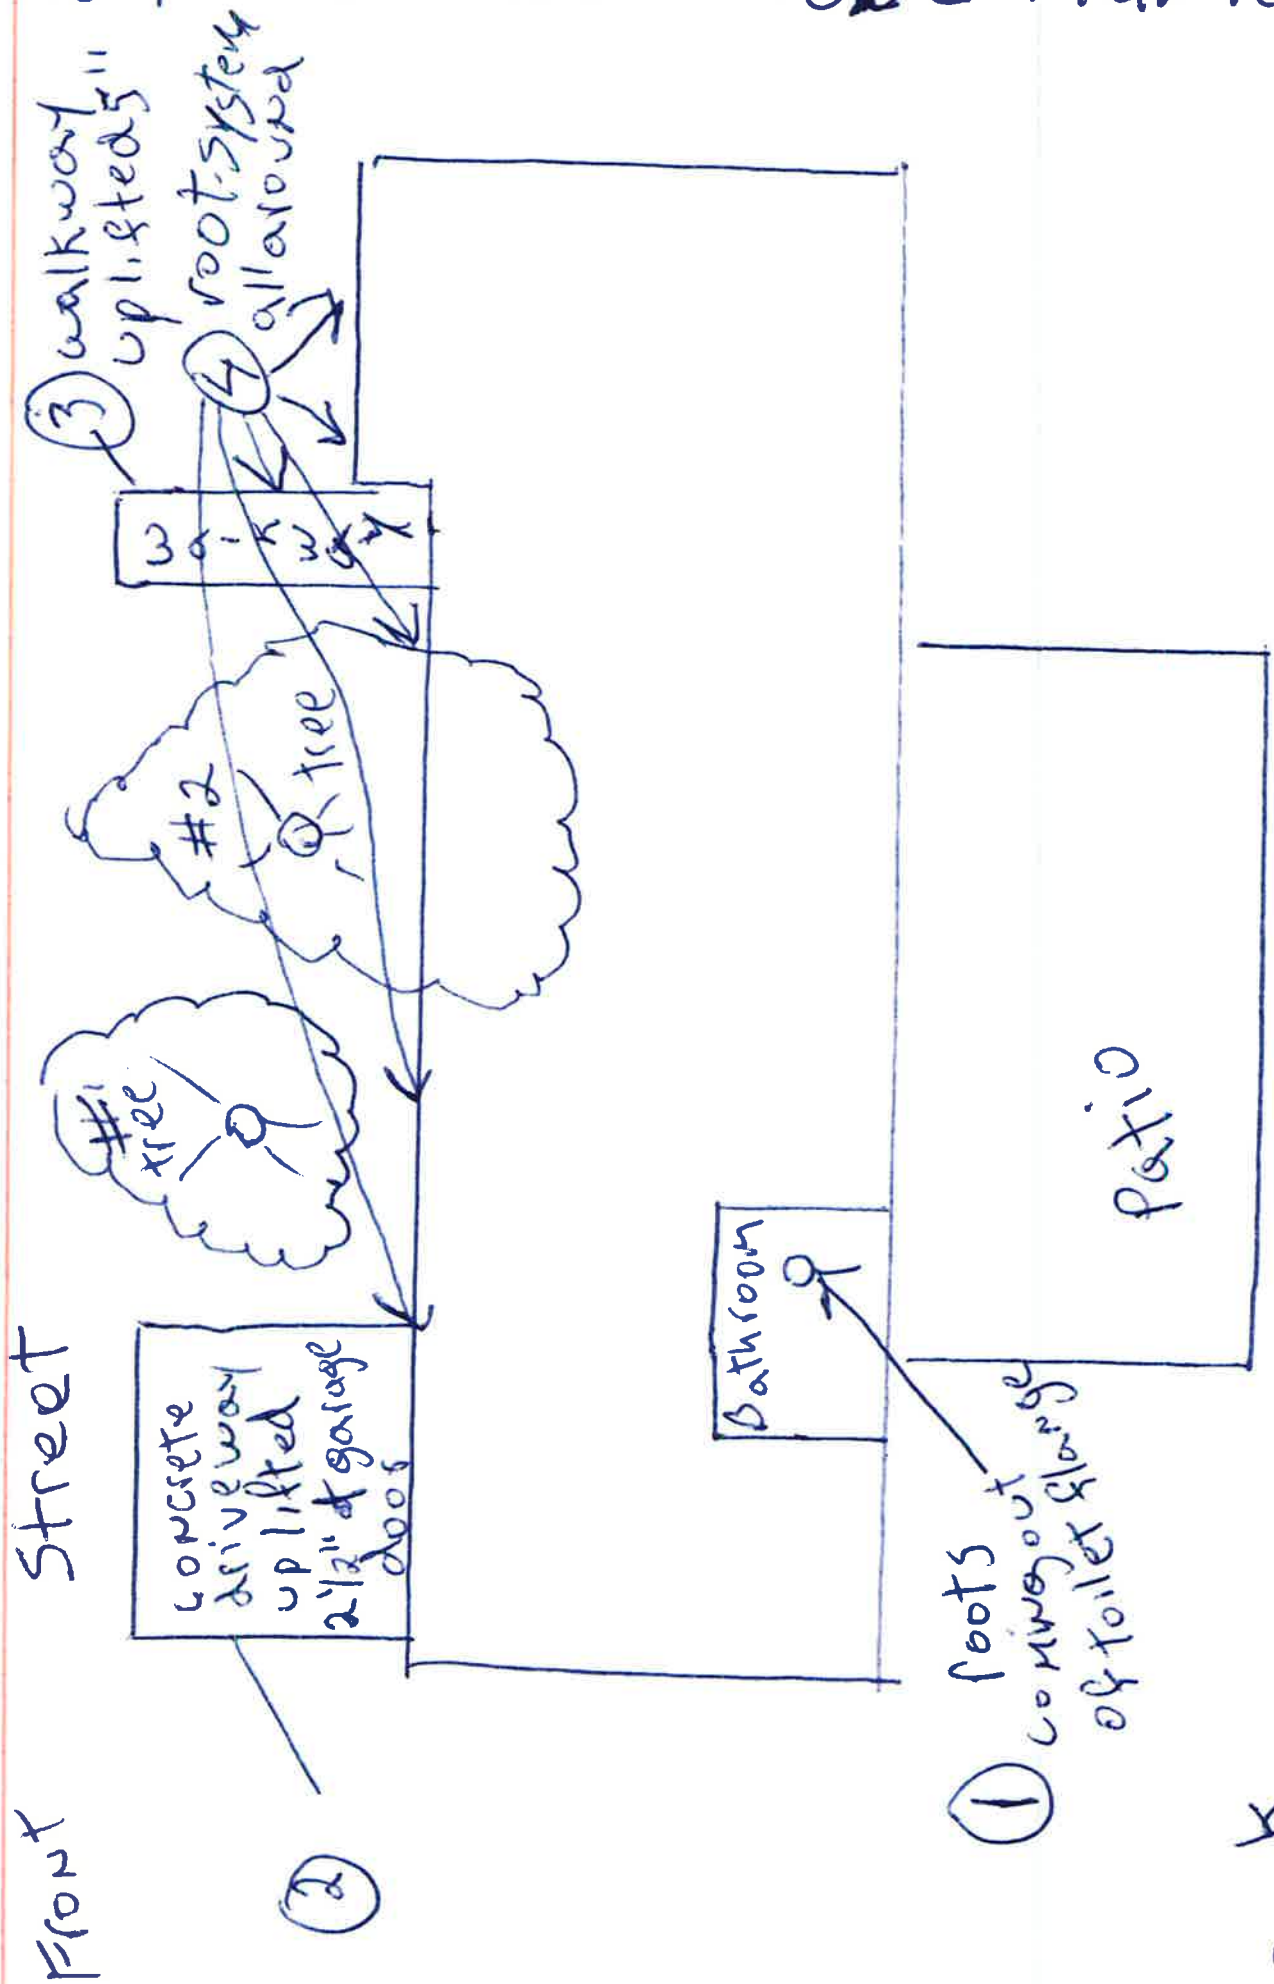 Front
Street
concrete
driveway
uplifted
2 1/2" @ garage
door
2
#1
tree
#2
tree
walkway
3 walkway
uplifted 5"
4 root-system
all around
Bathroom
1 roots
coming out
of toilet flange
Patio